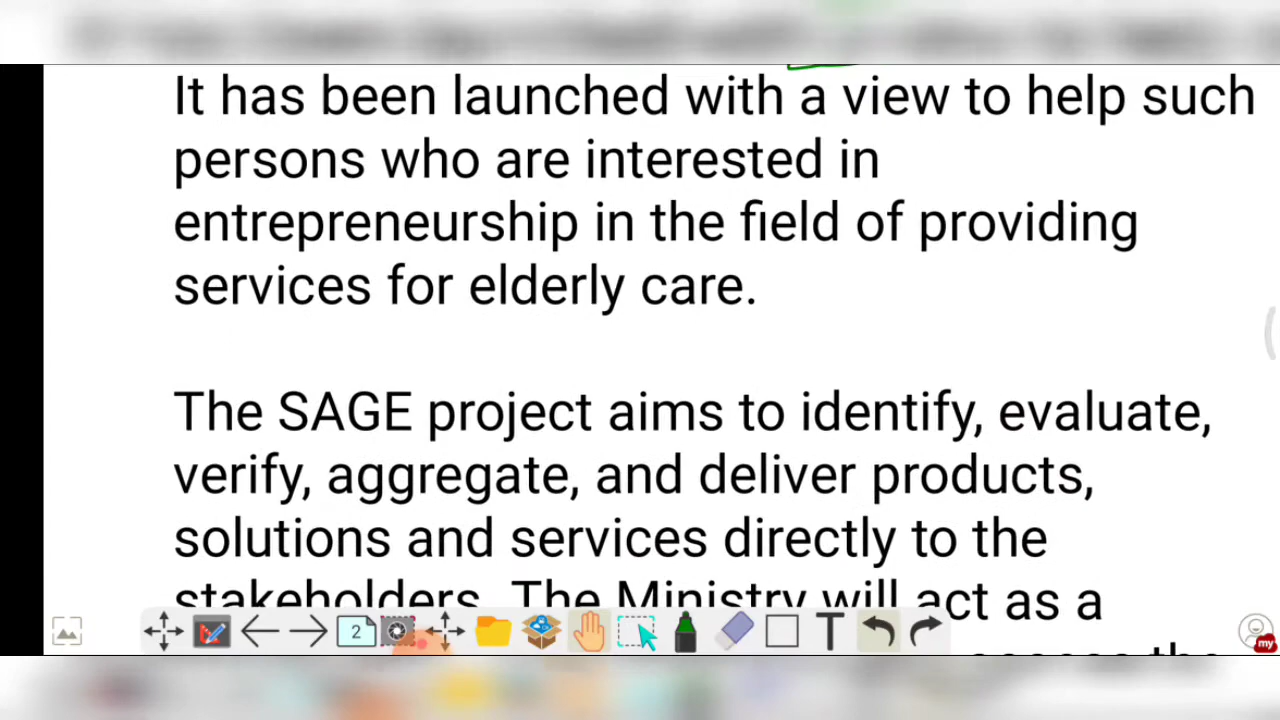 It has been launched with a view to help such
persons who are interested in
entrepreneurship in the field of providing
services for elderly care.
The SAGE project aims to identify, evaluate,
verify, aggregate, and deliver products,
solutions and services directly to the
stakeholders. The Ministry will act as a
2
T
my